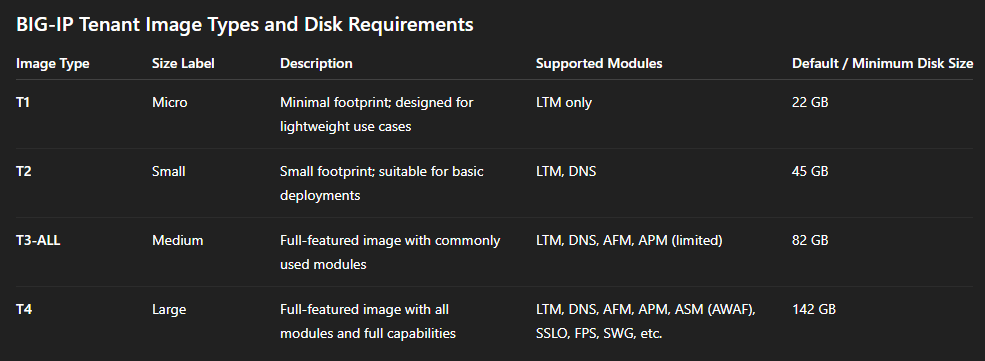 BIG-IP Tenant Image Types and Disk Requirements
Image Type Size Label Description Supported Modules Default / Minimum Disk Size
T1 Micro Minimal footprint; designed for LTM only 22 GB
lightweight use cases
T2 Small Small footprint; suitable for basic LTM, DNS 45 GB
deployments
T3-ALL Medium Full-featured image with commonly LTM, DNS, AFM, APM (limited) 82 GB
used modules
T4 Large Full-featured image with all LTM, DNS, AFM, APM, ASM (AWAF), 142 GB
modules and full capabilities SSLO, FPS, SWG, etc.